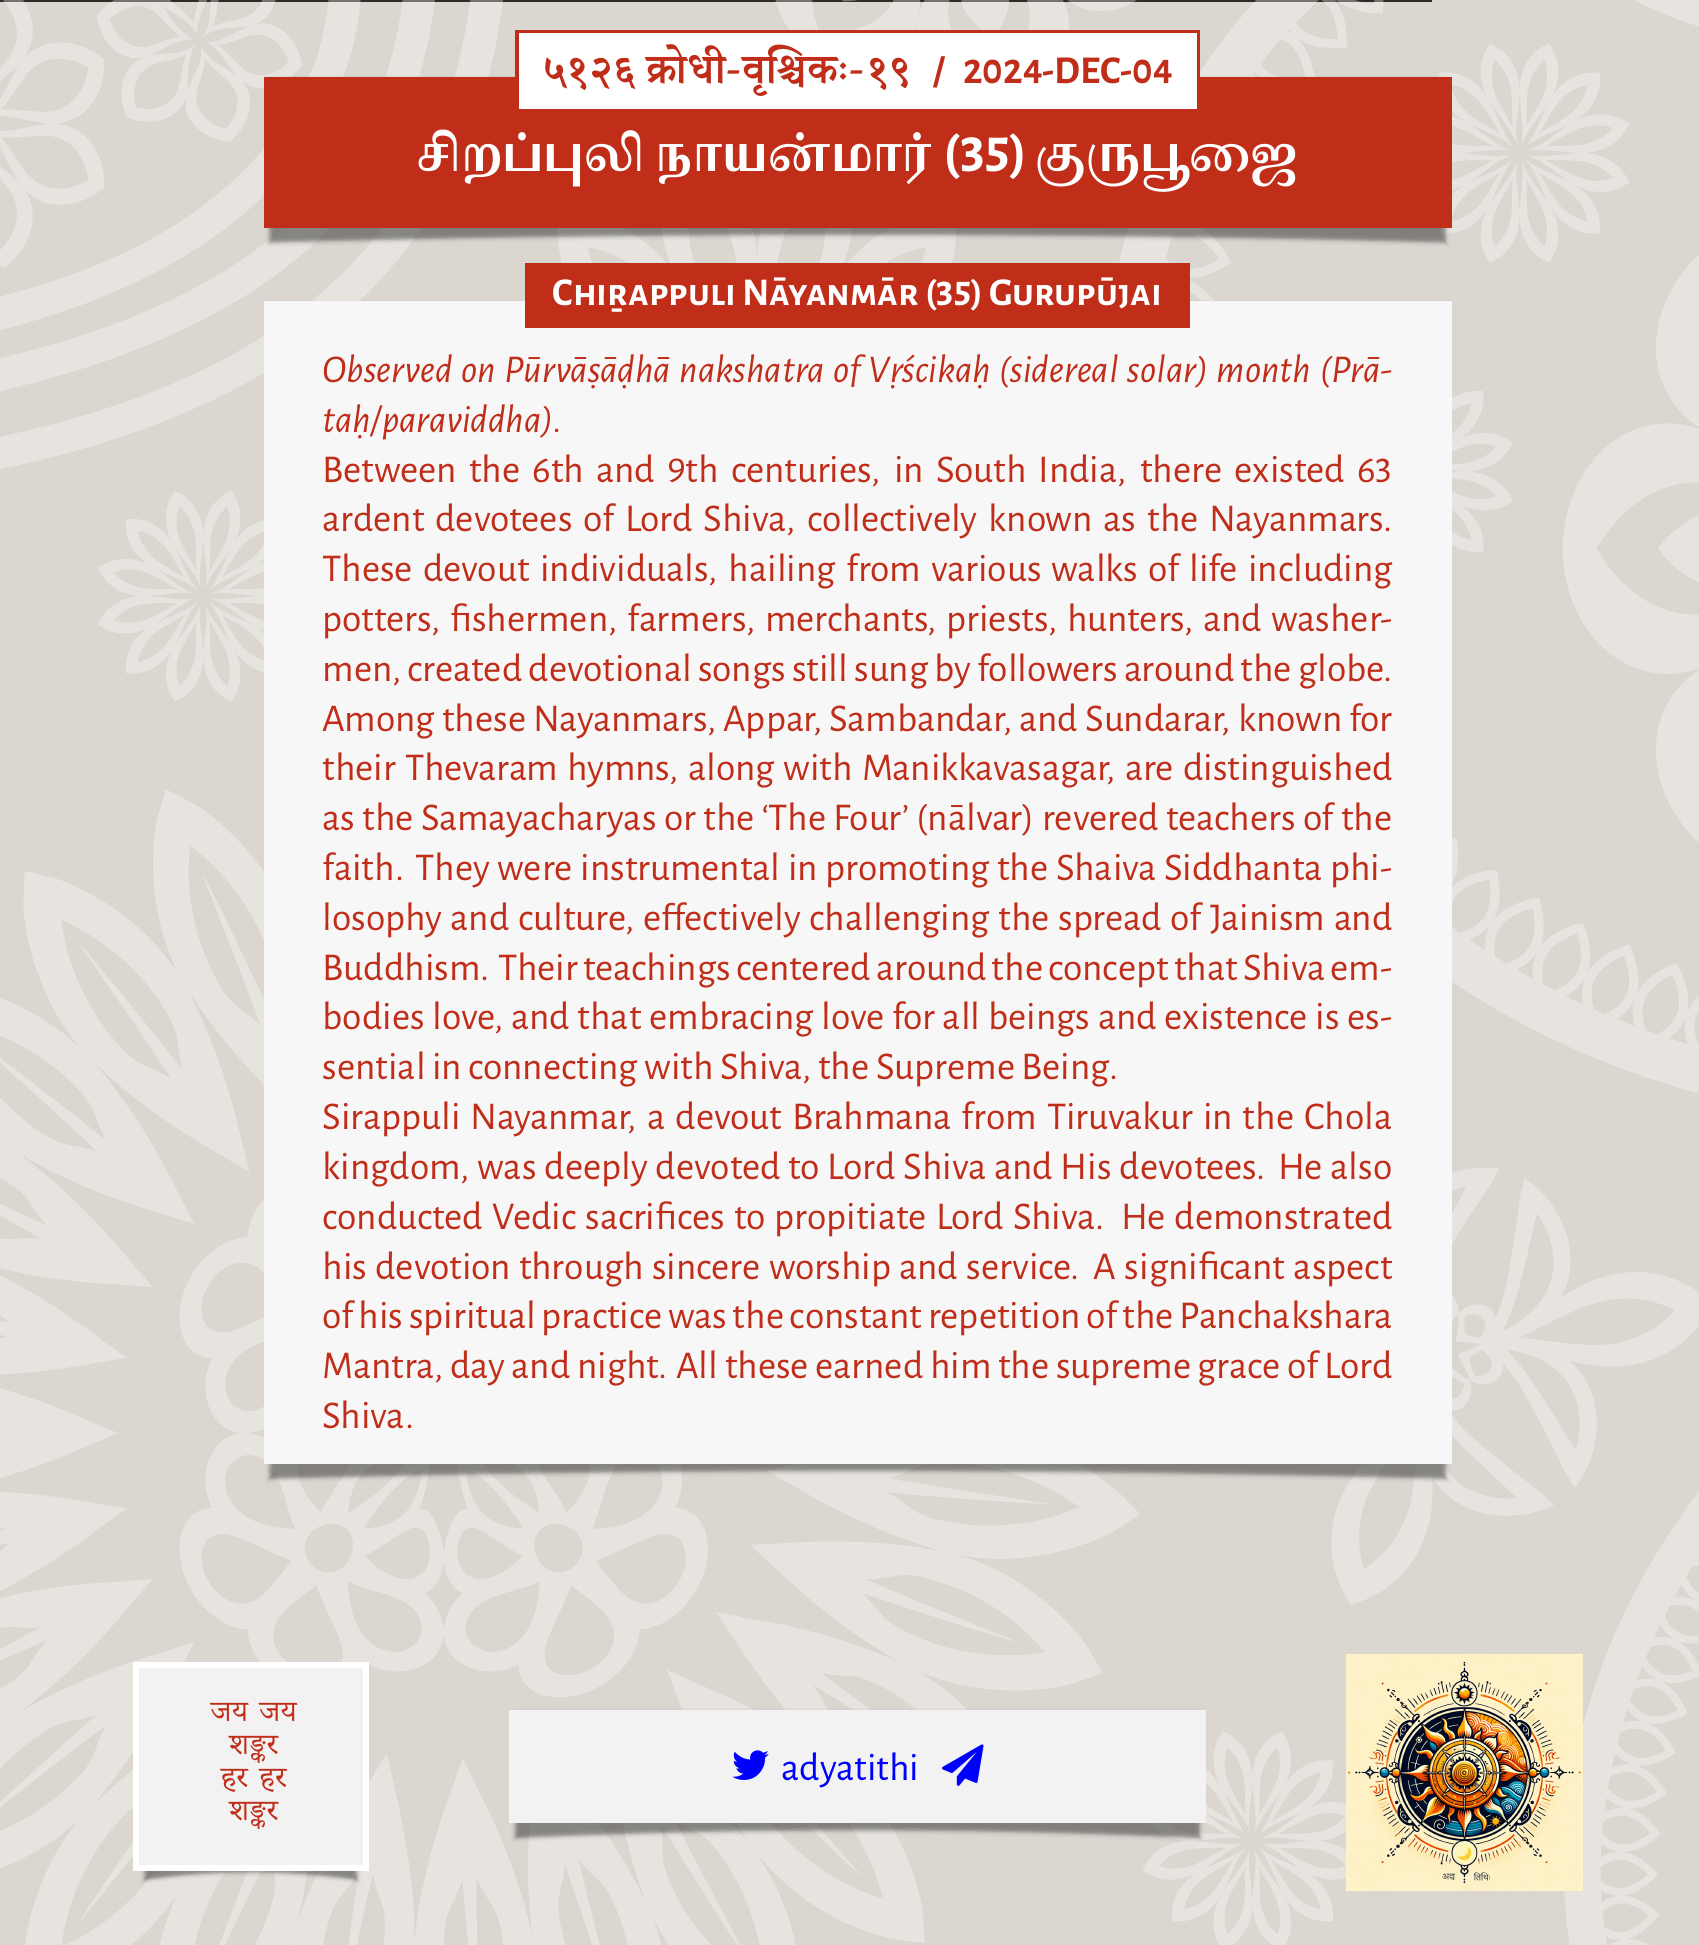 ५१२६ क्रोधी-वृश्चिकः-१९ / 2024-DEC-04
சிறப்புலி நாயன்மார் (35) குருபூஜை
Chiṟappuli Nāyanmār (35) Gurupūjai
Observed on Pūrvāṣāḍhā nakshatra of Vṛścikaḥ (sidereal solar) month (Prā-
taḥ/paraviddha).
Between the 6th and 9th centuries, in South India, there existed 63
ardent devotees of Lord Shiva, collectively known as the Nayanmars.
These devout individuals, hailing from various walks of life including
potters, fishermen, farmers, merchants, priests, hunters, and washer-
men, created devotional songs still sung by followers around the globe.
Among these Nayanmars, Appar, Sambandar, and Sundarar, known for
their Thevaram hymns, along with Manikkavasagar, are distinguished
as the Samayacharyas or the ‘The Four’ (nālvar) revered teachers of the
faith. They were instrumental in promoting the Shaiva Siddhanta phi-
losophy and culture, effectively challenging the spread of Jainism and
Buddhism. Their teachings centered around the concept that Shiva em-
bodies love, and that embracing love for all beings and existence is es-
sential in connecting with Shiva, the Supreme Being.
Sirappuli Nayanmar, a devout Brahmana from Tiruvakur in the Chola
kingdom, was deeply devoted to Lord Shiva and His devotees. He also
conducted Vedic sacrifices to propitiate Lord Shiva. He demonstrated
his devotion through sincere worship and service. A significant aspect
of his spiritual practice was the constant repetition of the Panchakshara
Mantra, day and night. All these earned him the supreme grace of Lord
Shiva.
जय जय
शङ्कर
हर हर
शङ्कर
adyatithi
अद्य तिथिः